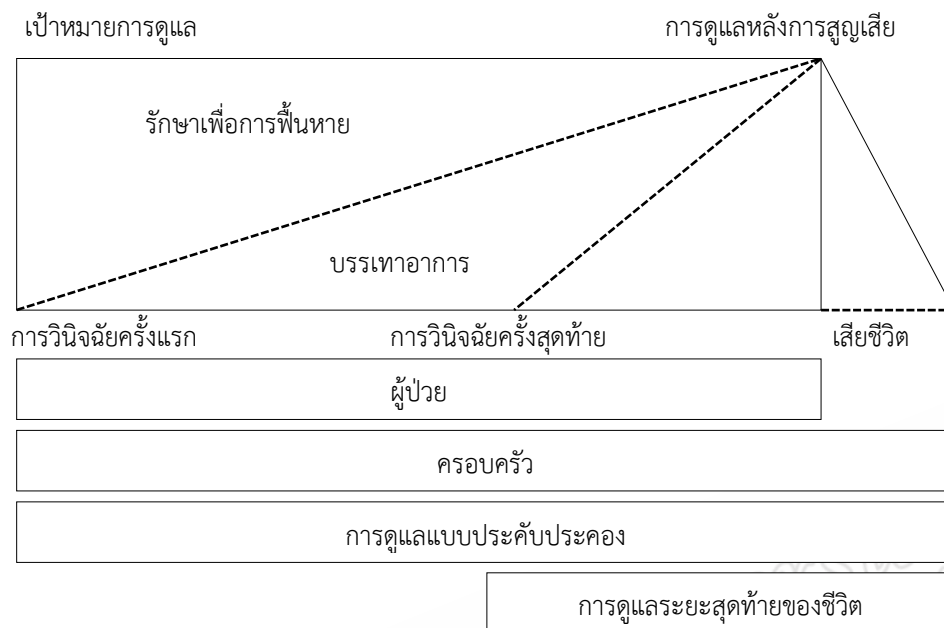 เป้าหมายการดูแล
การดูแลหลังการสูญเสีย
รักษาเพื่อการฟื้นหาย
บรรเทาอาการ
การวินิจฉัยครั้งแรก
การวินิจฉัยครั้งสุดท้าย
เสียชีวิต
ผู้ป่วย
ครอบครัว
การดูแลแบบประคับประคอง
การดูแลระยะสุดท้ายของชีวิต